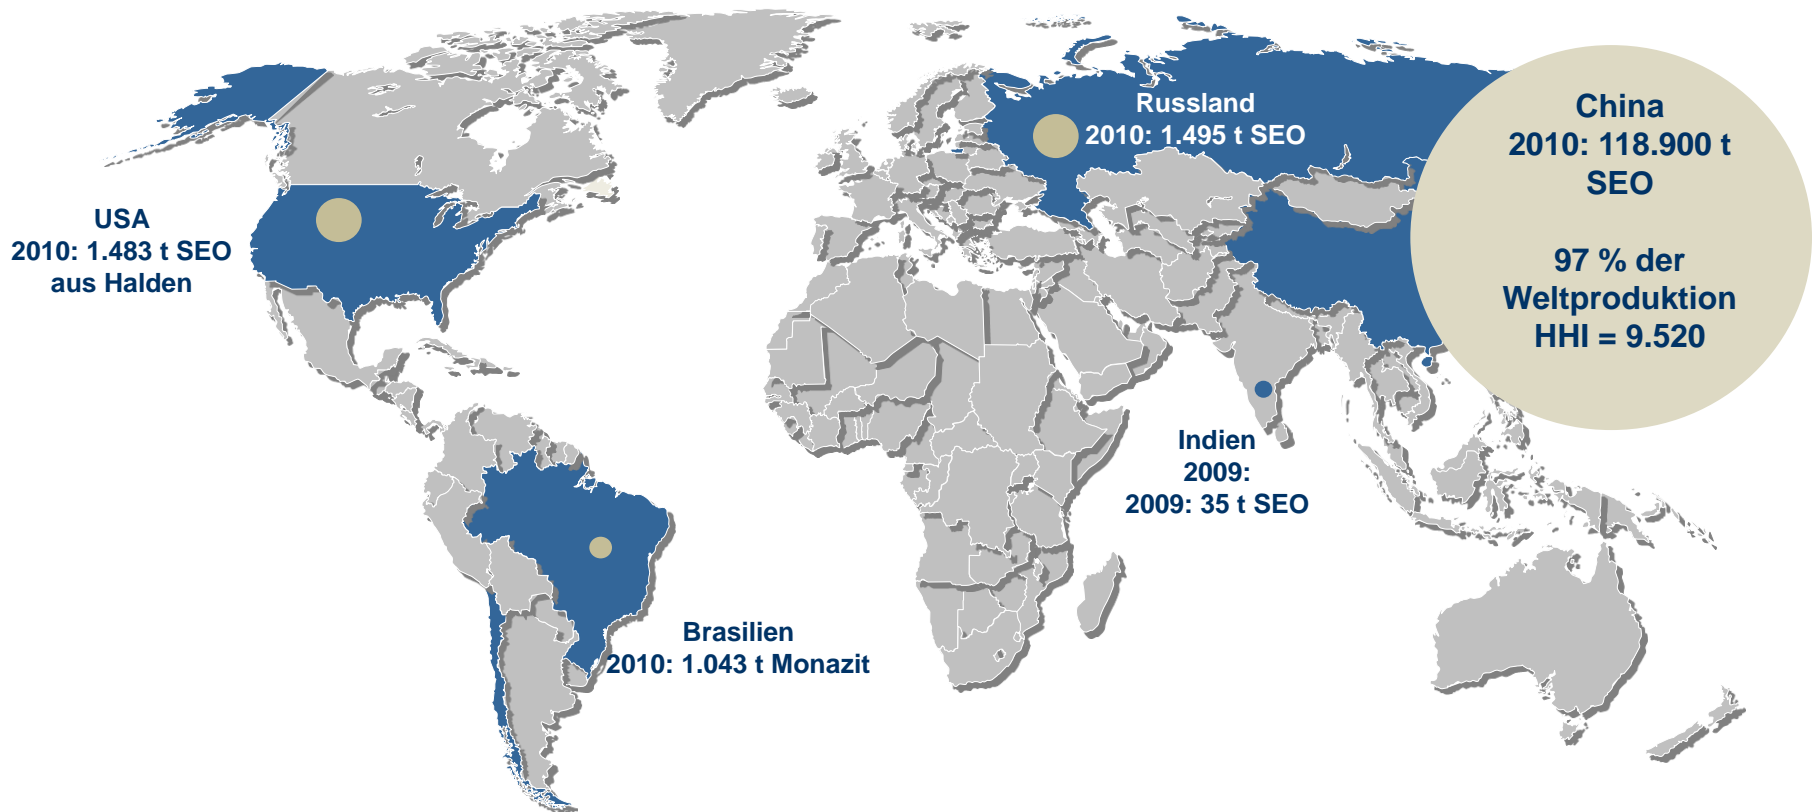 Russland
2010: 1.495 t SEO
China
2010: 118.900 t
SEO
97 % der
Weltproduktion
HHI = 9.520
USA
2010: 1.483 t SEO
aus Halden
Indien
2009:
2009: 35 t SEO
Brasilien
2010: 1.043 t Monazit